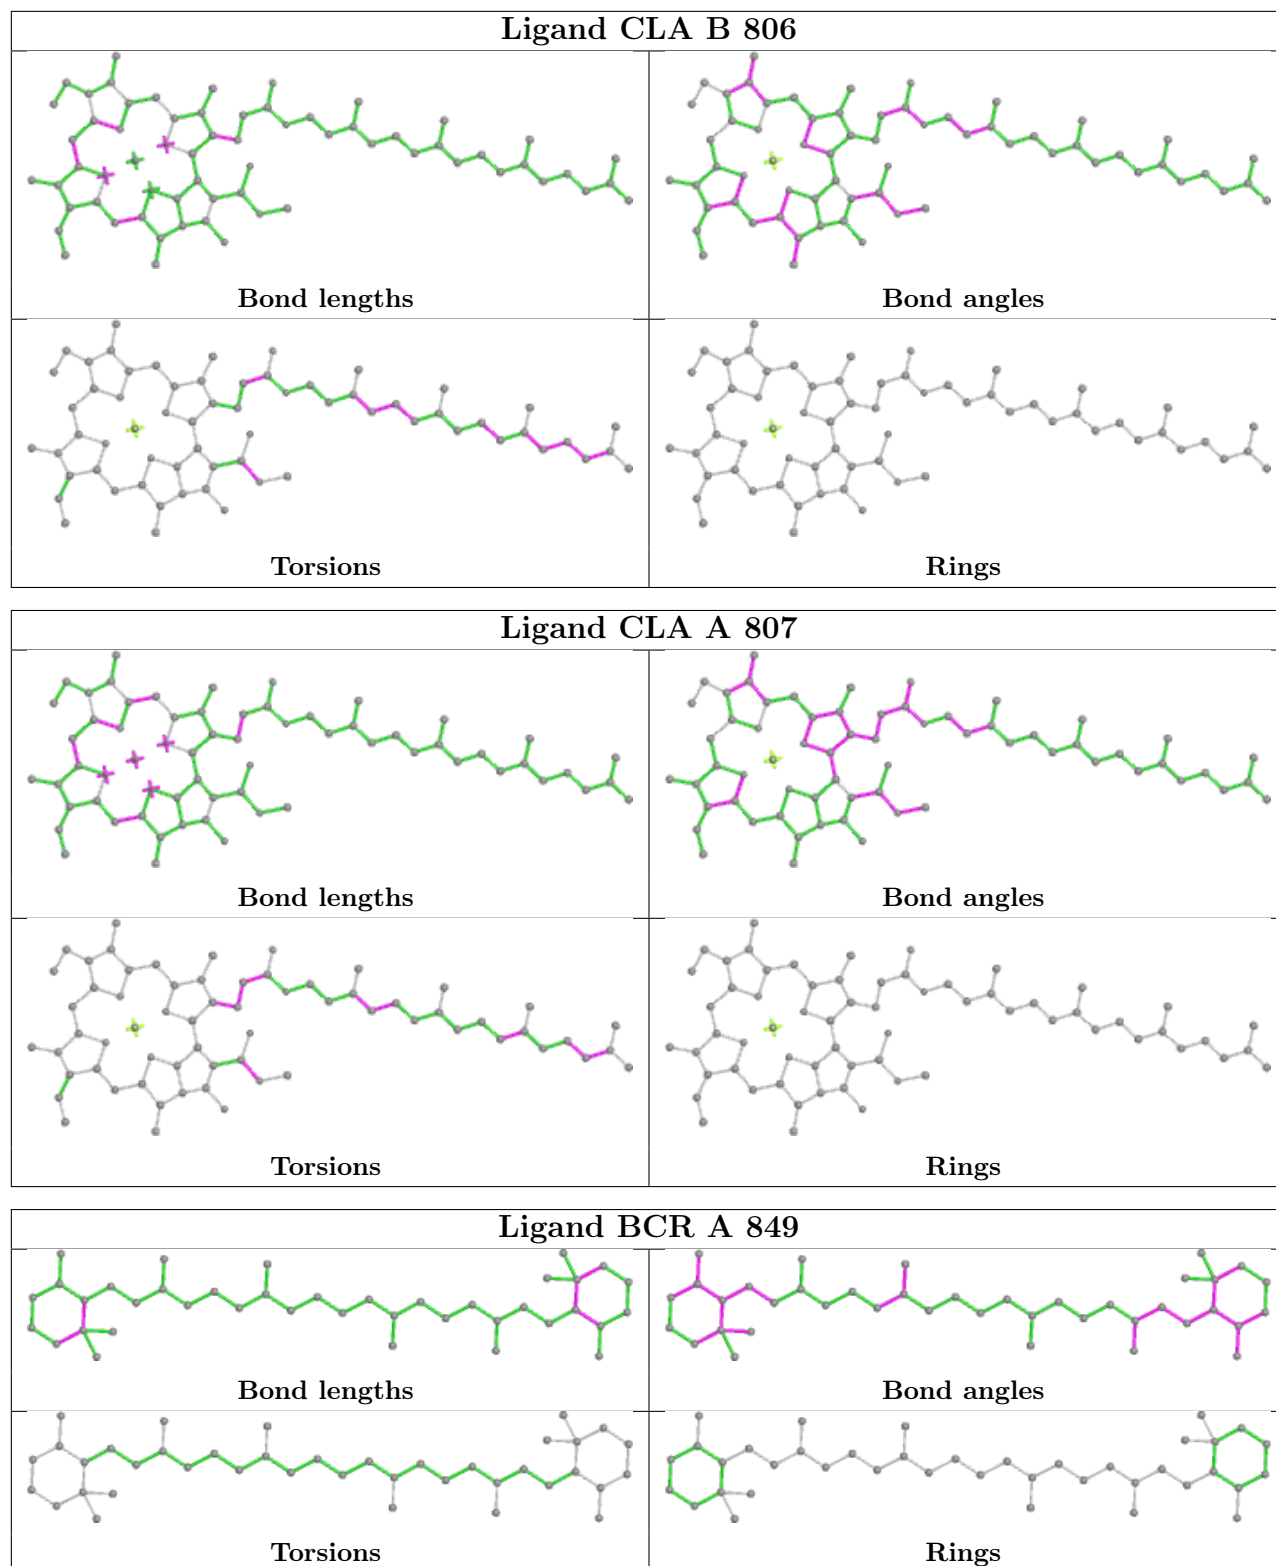 Ligand CLA B 806
Bond lengths
Bond angles
Torsions
Rings
Ligand CLA A 807
Bond lengths
Bond angles
Torsions
Rings
Ligand BCR A 849
Bond lengths
Bond angles
Torsions
Rings